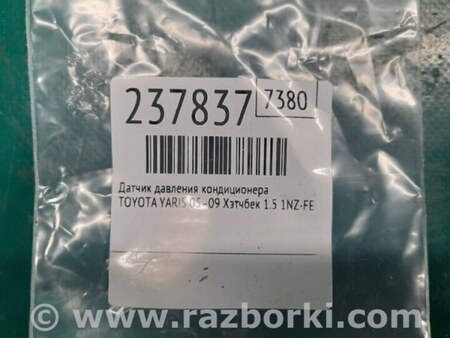 237837 7380
Датчик давления кондиционера
TOYOTA YARIS 05-09 Хэтчбек 1.5 1NZ-FE
www.razborki.com